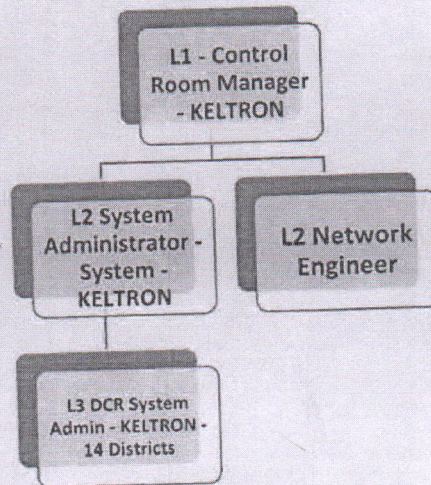 L1 - Control
Room Manager
- KELTRON
L2 System
Administrator -
System -
KELTRON
L2 Network
Engineer
L3 DCR System
Admin - KELTRON -
14 Districts